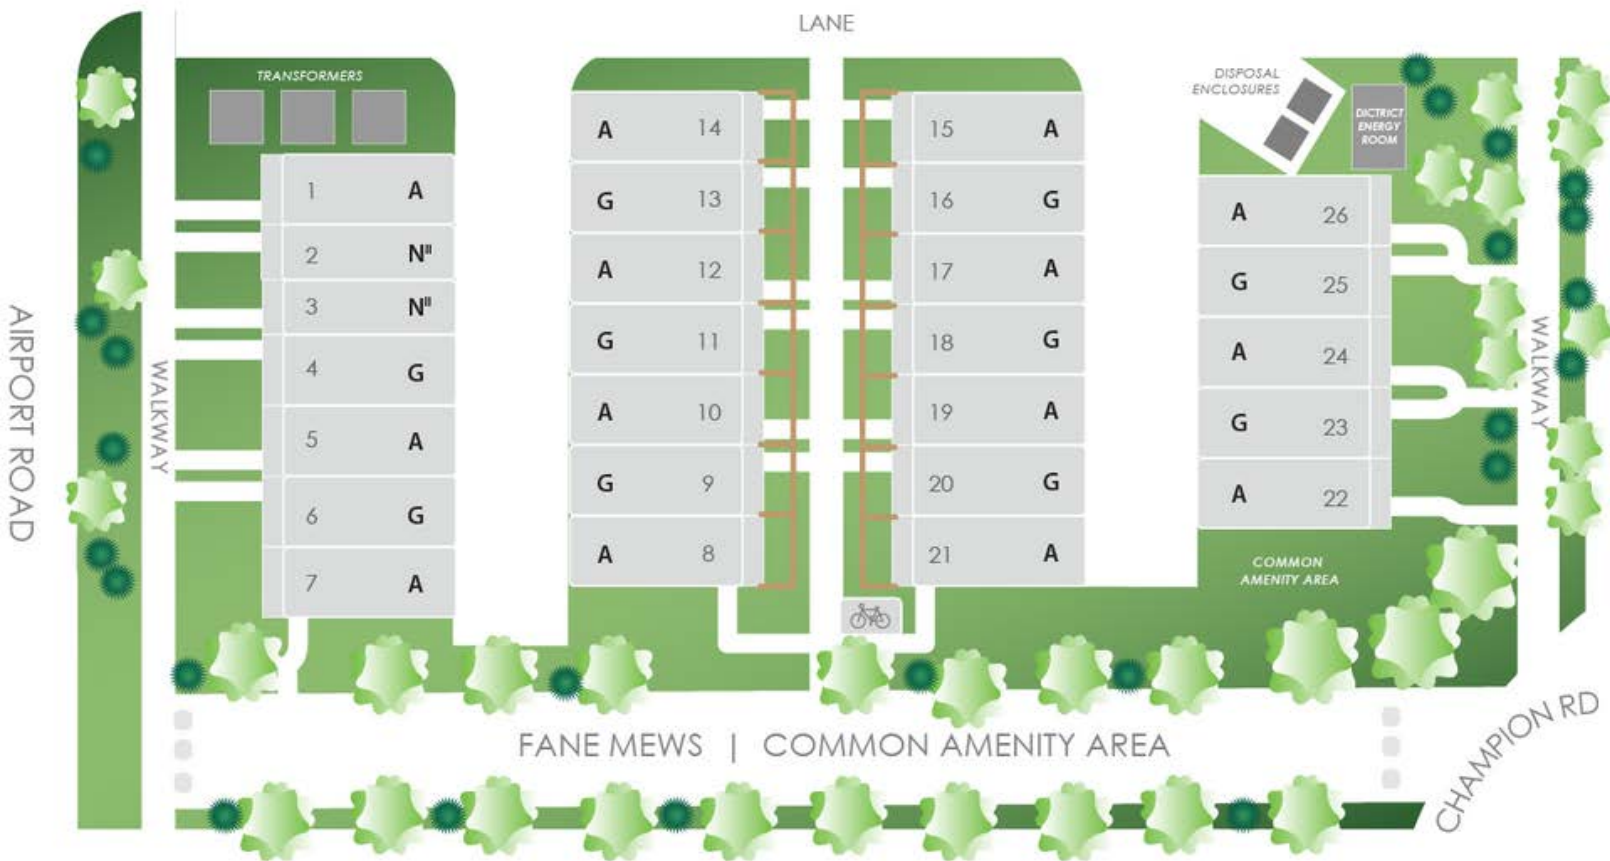 LANE
TRANSFORMERS
1 A
2 Nᴵᴵ
3 Nᴵᴵ
4 G
5 A
6 G
7 A
A 14
G 13
A 12
G 11
A 10
G 9
A 8
15 A
16 G
17 A
18 G
19 A
20 G
21 A
DISPOSAL
ENCLOSURES
DICTRICT
ENERGY
ROOM
A 26
G 25
A 24
G 23
A 22
COMMON
AMENITY AREA
AIRPORT ROAD
WALKWAY
WALKWAY
FANE MEWS | COMMON AMENITY AREA
CHAMPION RD